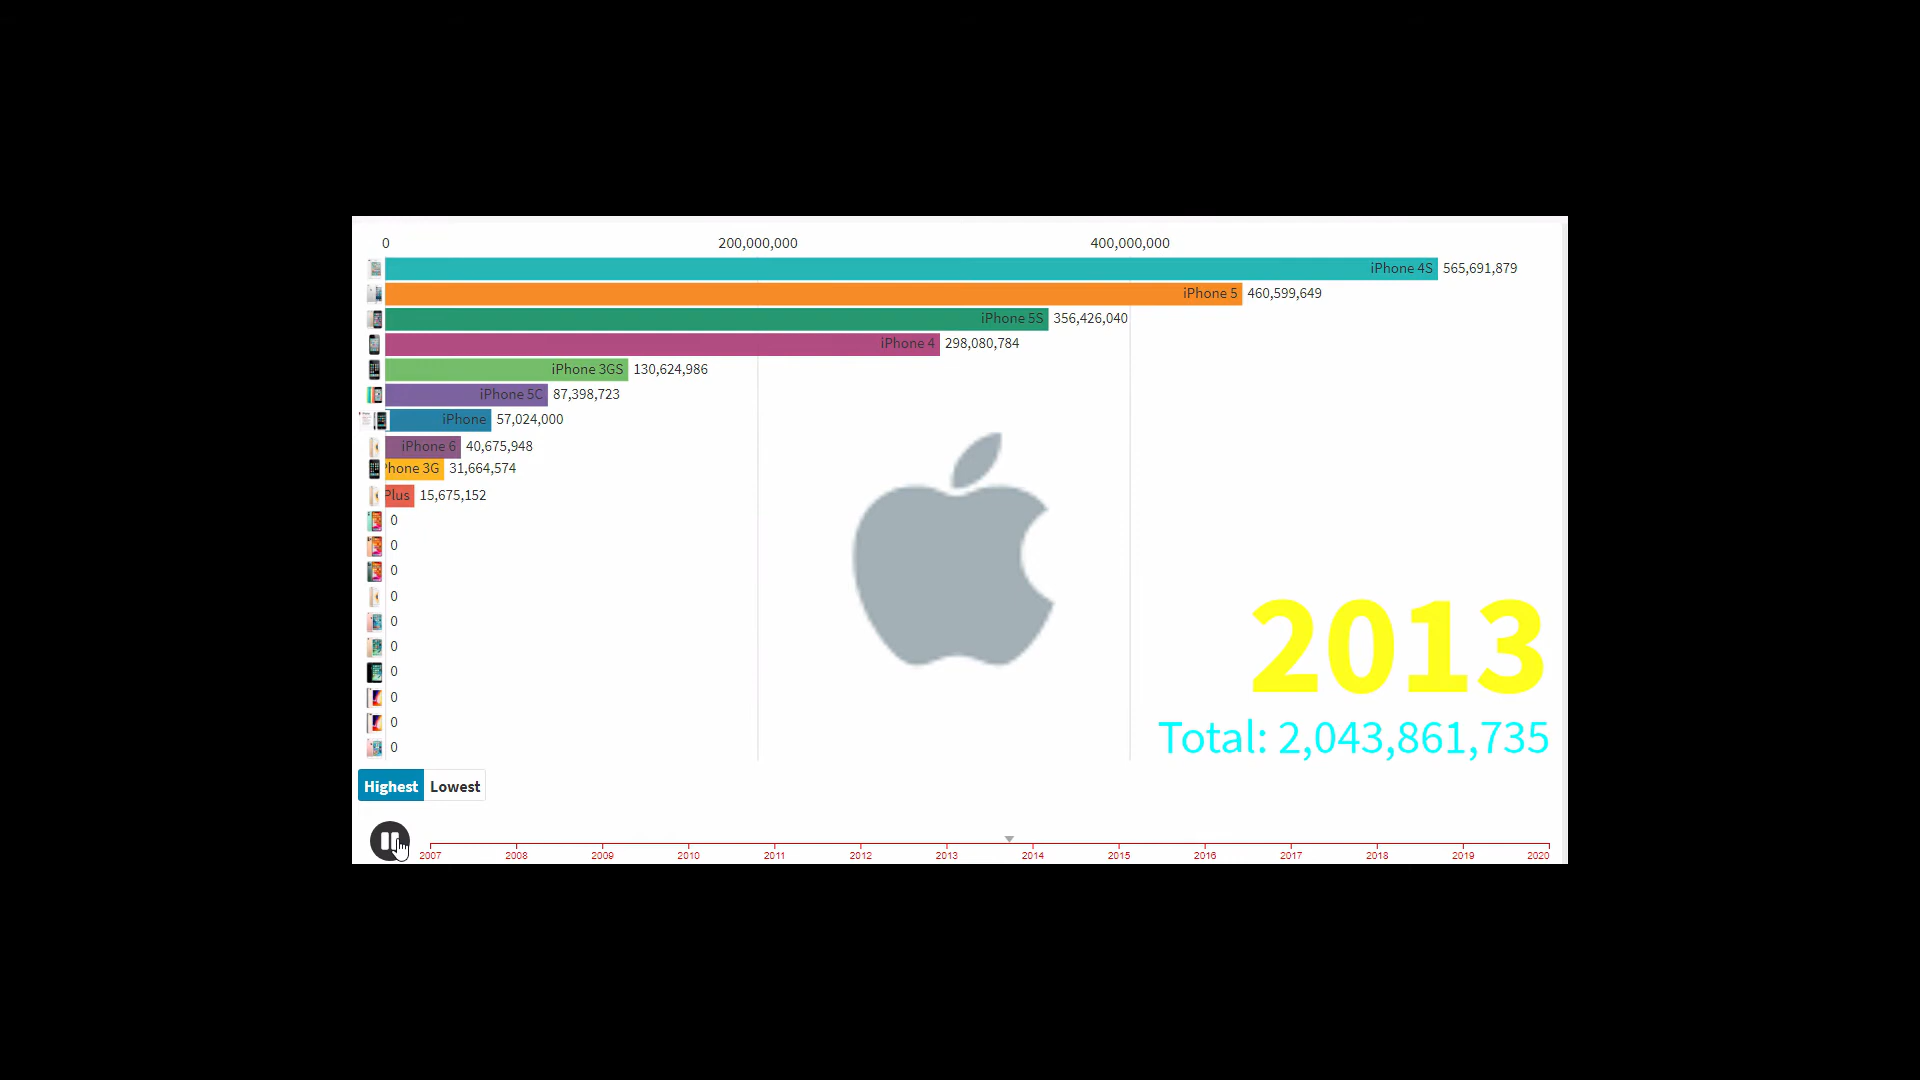 0 200,000,000 400,000,000
iPhone 4S 565,691,879
iPhone 5 460,599,649
iPhone 5S 356,426,040
iPhone 4 298,080,784
iPhone 3GS 130,624,986
iPhone 5C 87,398,723
iPhone 57,024,000
iPhone 6 40,675,948
Phone 3G 31,664,574
Plus 15,675,152
0
0
0
0
0
0
0
0
0
0
2013
Total: 2,043,861,735
Highest Lowest
2007 2008 2009 2010 2011 2012 2013 2014 2015 2016 2017 2018 2019 2020